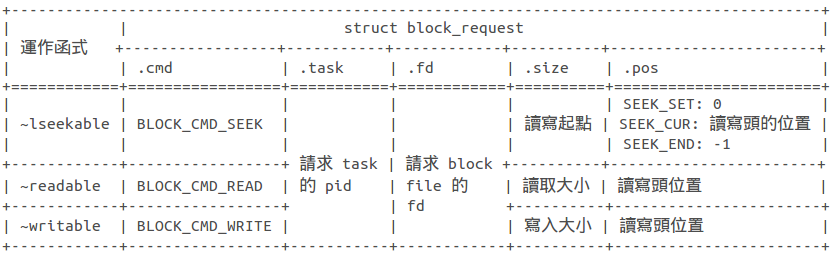 struct block_request
運作函式
.cmd .task .fd .size .pos
SEEK_SET: 0
~lseekable BLOCK_CMD_SEEK 讀寫起點 SEEK_CUR: 讀寫頭的位置
SEEK_END: -1
請求 task 請求 block
~readable BLOCK_CMD_READ 的 pid file 的 讀取大小 讀寫頭位置
fd
~writable BLOCK_CMD_WRITE 寫入大小 讀寫頭位置